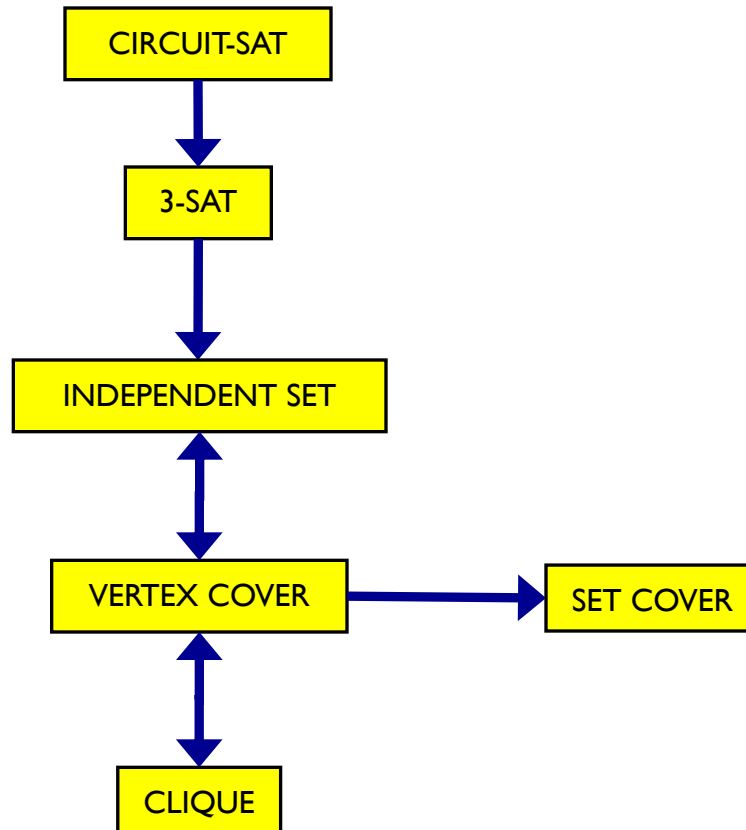 CIRCUIT-SAT
3-SAT
INDEPENDENT SET
VERTEX COVER
SET COVER
CLIQUE